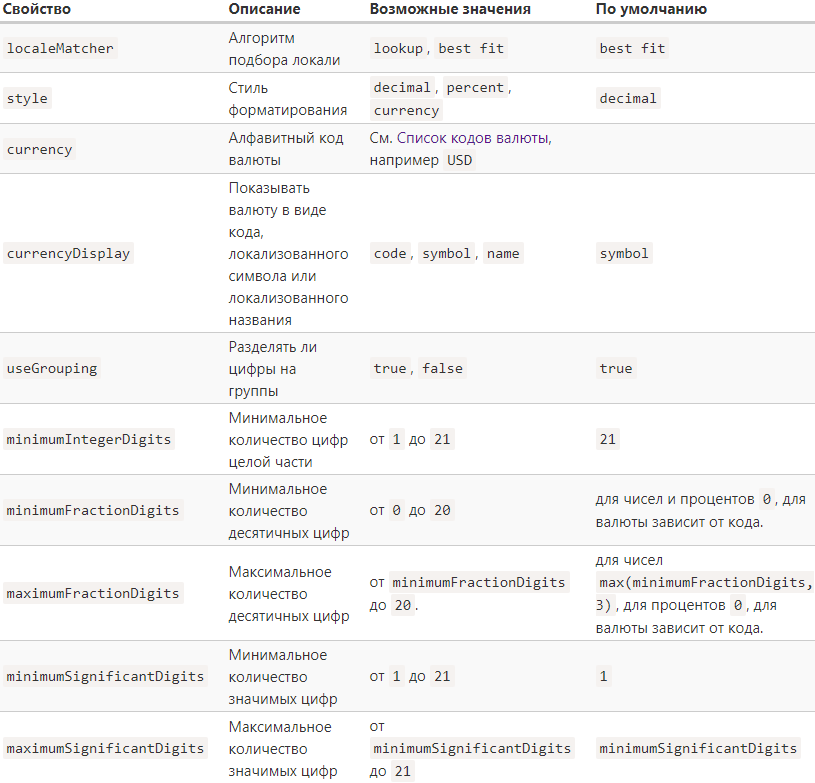 Свойство Описание Возможные значения По умолчанию
localeMatcher Алгоритм подбора локали lookup, best fit best fit
style Стиль форматирования decimal, percent, currency decimal
currency Алфавитный код валюты См. Список кодов валюты, например USD
currencyDisplay Показывать валюту в виде кода, локализованного символа или локализованного названия code, symbol, name symbol
useGrouping Разделять ли цифры на группы true, false true
minimumIntegerDigits Минимальное количество цифр целой части от 1 до 21 21
minimumFractionDigits Минимальное количество десятичных цифр от 0 до 20 для чисел и процентов 0, для валюты зависит от кода.
maximumFractionDigits Максимальное количество десятичных цифр от minimumFractionDigits до 20. для чисел max(minimumFractionDigits, 3), для процентов 0, для валюты зависит от кода.
minimumSignificantDigits Минимальное количество значимых цифр от 1 до 21 1
maximumSignificantDigits Максимальное количество значимых цифр от minimumSignificantDigits до 21 minimumSignificantDigits